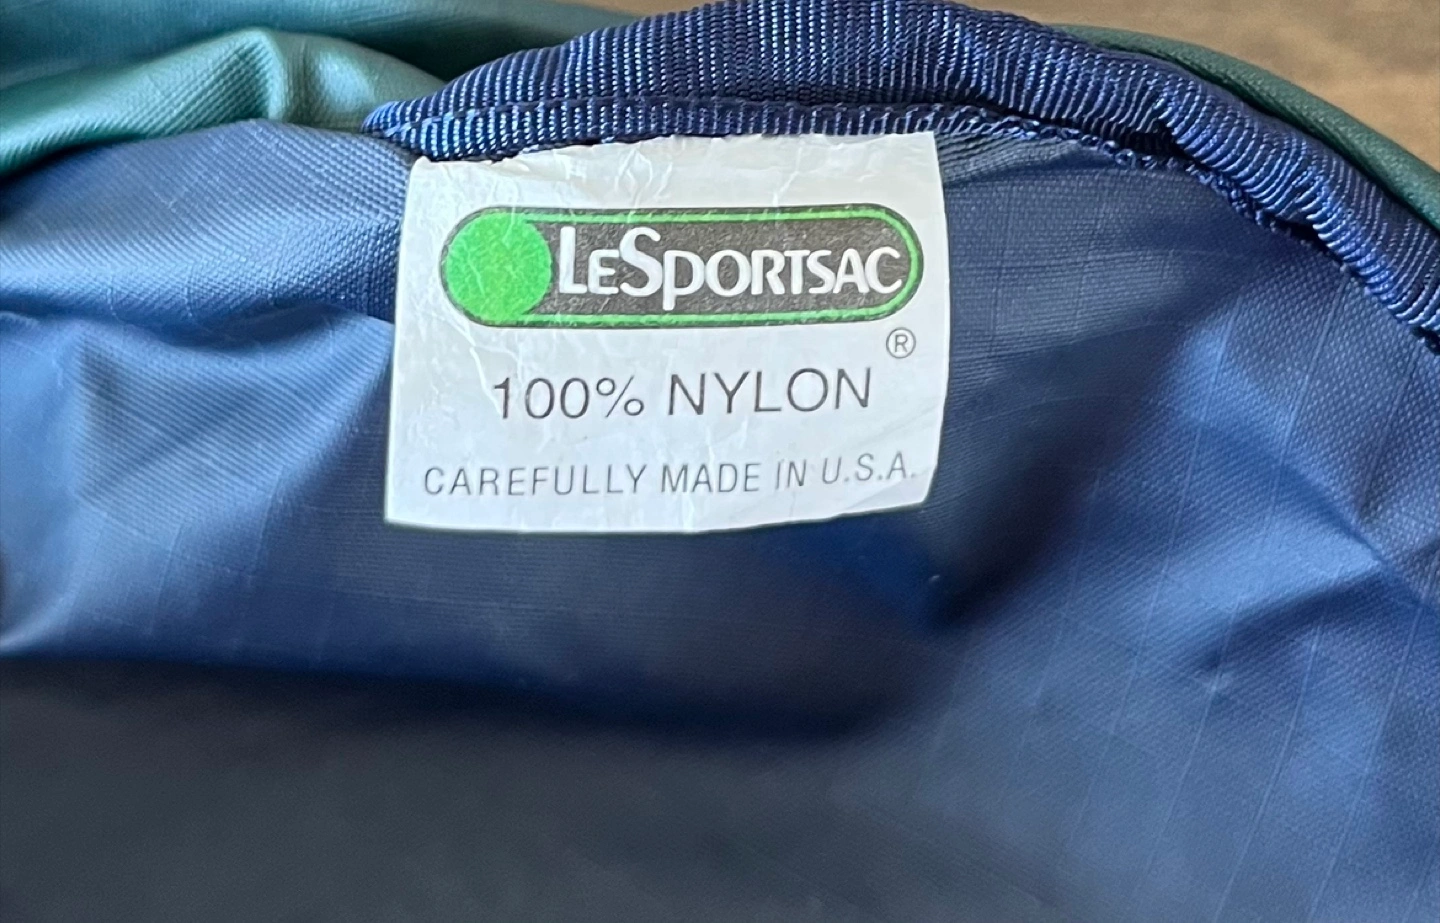 LESPORTSAC
®
100% NYLON
CAREFULLY MADE IN U.S.A.